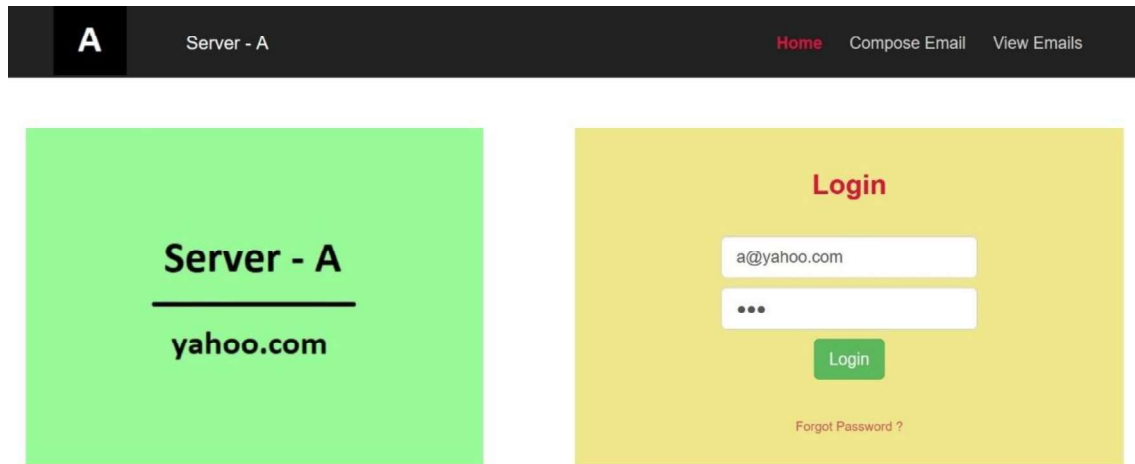 A
Server - A
Home Compose Email View Emails
Server - A
yahoo.com
Login
a@yahoo.com
●●●
Login
Forgot Password ?